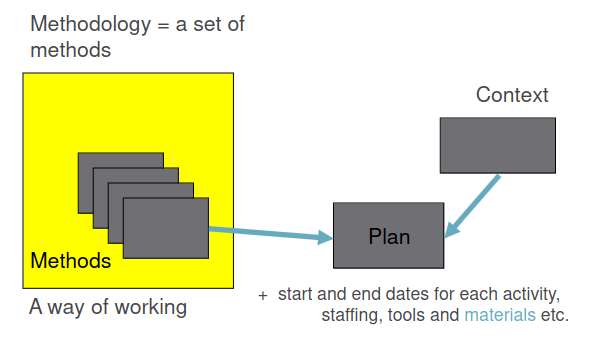 Methodology = a set of
methods
Context
Plan
Methods
A way of working
+ start and end dates for each activity,
staffing, tools and materials etc.